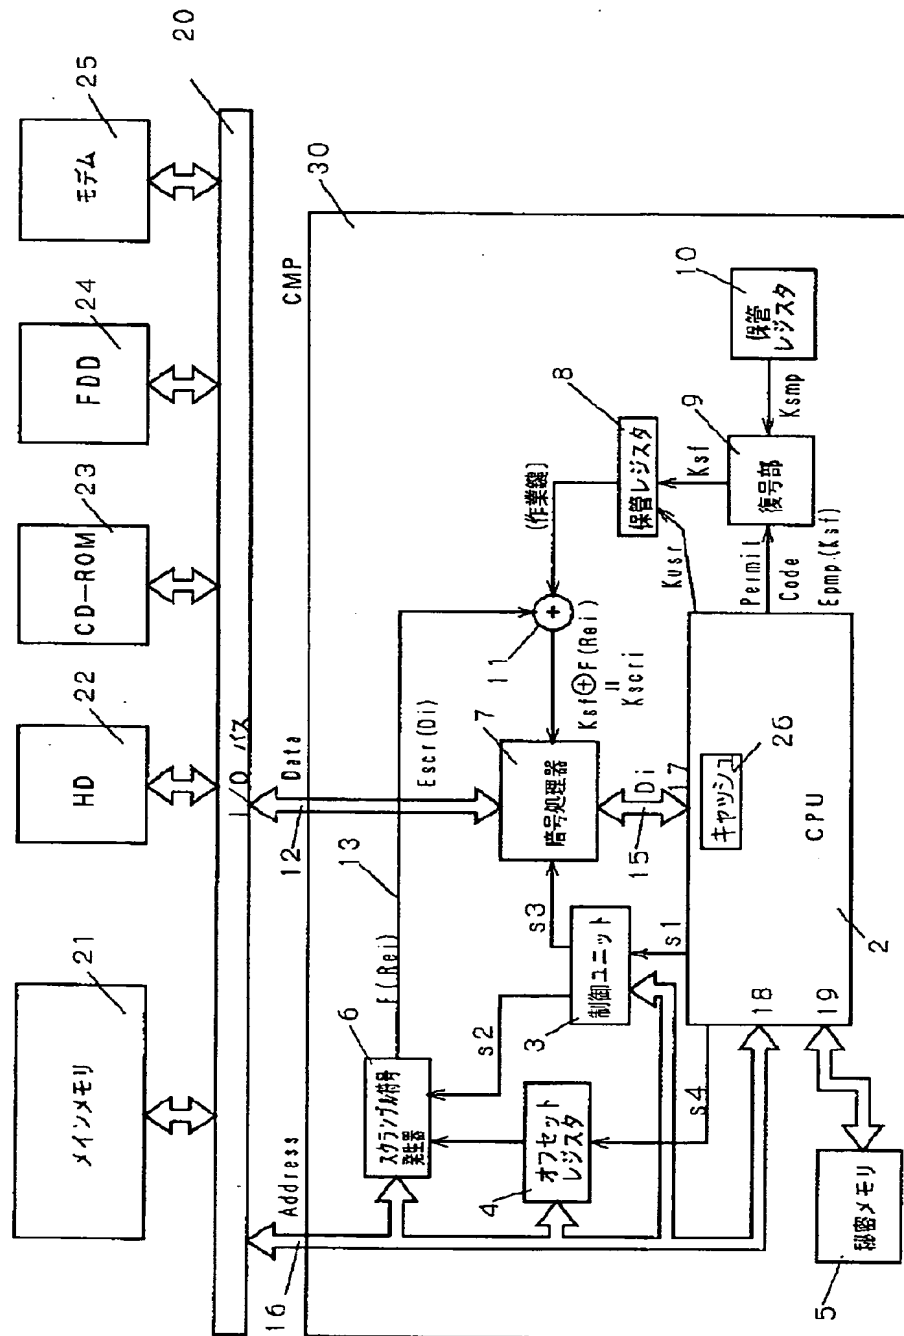 メインメモリ
21
HD
22
CD-ROM
23
FDD
24
モデム
25
I/O バス
20
Address
16
Data
12
CMP
30
F(Rei)
13
Escr(Di)
スクランブル符号
発生器
6
オフセット
レジスタ
4
s2
制御ユニット
3
s3
暗号処理器
7
11
+
(作業鍵)
Ksf⊕F(Rei)
=
Kscri
保管レジスタ
8
Kusr
Ksf
復号部
9
Ksmp
保管
レジスタ
10
Permit
Code
Epmp(Ksf)
s4
s1
15
Di
17
キャッシュ
26
CPU
2
18
19
秘密メモリ
5